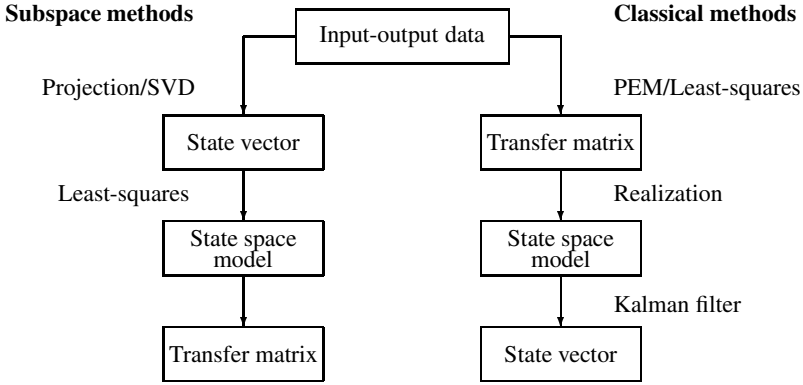 Subspace methods
Input-output data
Classical methods
Projection/SVD
PEM/Least-squares
State vector
Transfer matrix
Least-squares
Realization
State space
model
State space
model
Kalman filter
Transfer matrix
State vector